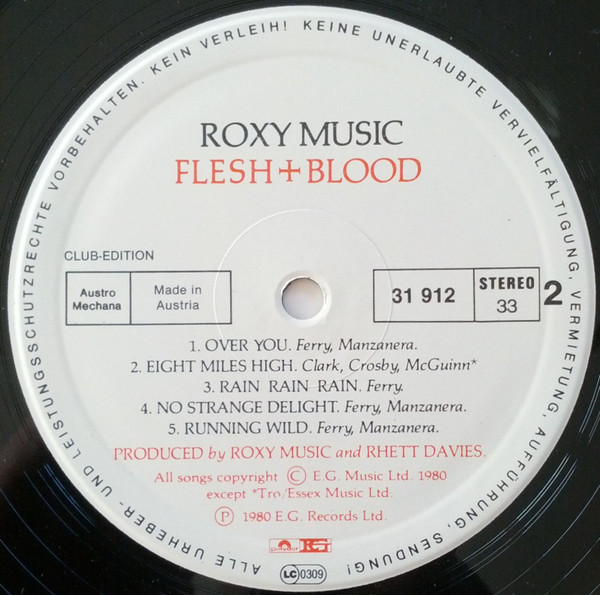 ALLE URHEBER- UND LEISTUNGSSCHUTZRECHTE VORBEHALTEN. KEIN VERLEIH! KEINE UNERLAUBTE VERVIELFÄLTIGUNG, VERMIETUNG, AUFFÜHRUNG, SENDUNG!
ROXY MUSIC
FLESH+BLOOD
CLUB-EDITION
Austro
Mechana
Made in
Austria
31 912
STEREO
33
2
1. OVER YOU. Ferry, Manzanera.
2. EIGHT MILES HIGH. Clark, Crosby, McGuinn*
3. RAIN RAIN RAIN. Ferry.
4. NO STRANGE DELIGHT. Ferry, Manzanera.
5. RUNNING WILD. Ferry, Manzanera.
PRODUCED by ROXY MUSIC and RHETT DAVIES.
All songs copyright © E.G. Music Ltd. 1980
except *Tro/Essex Music Ltd.
℗ 1980 E.G. Records Ltd.
polydor EG
LC 0309